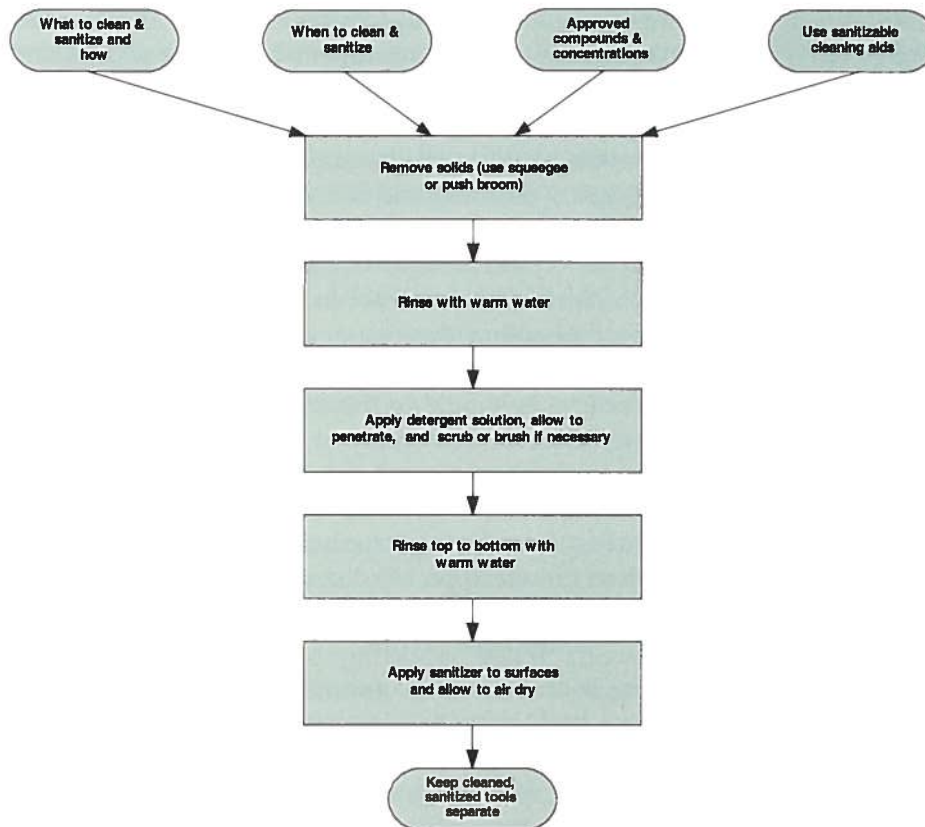 What to clean &
sanitize and
how
When to clean &
sanitize
Approved
compounds &
concentrations
Use sanitizable
cleaning aids
Remove solids (use squeegee
or push broom)
Rinse with warm water
Apply detergent solution, allow to
penetrate, and scrub or brush if necessary
Rinse top to bottom with
warm water
Apply sanitizer to surfaces
and allow to air dry
Keep cleaned,
sanitized tools
separate